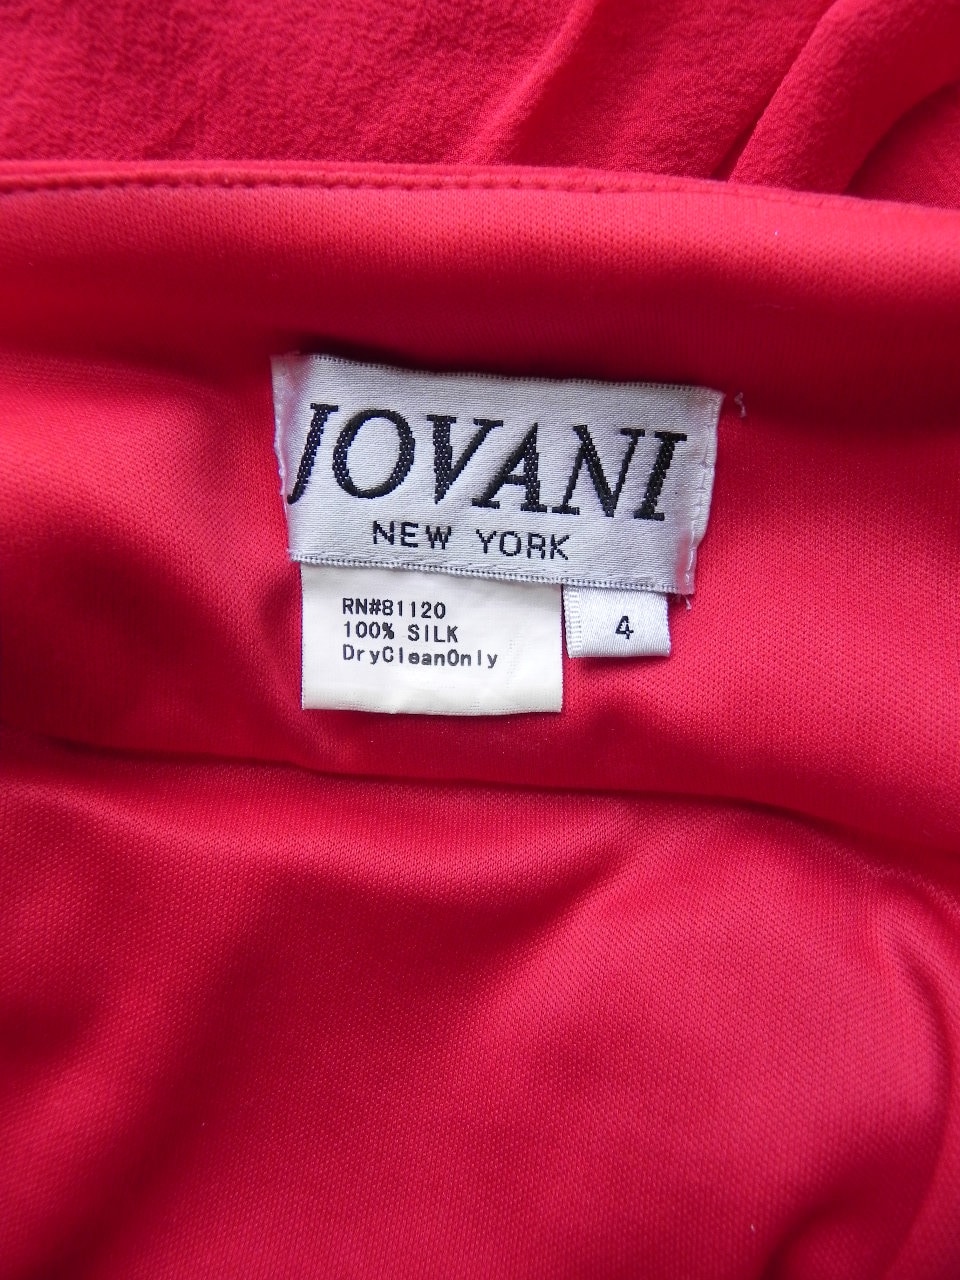 JOVANI
NEW YORK
RN#81120
100% SILK
DryCleanOnly
4